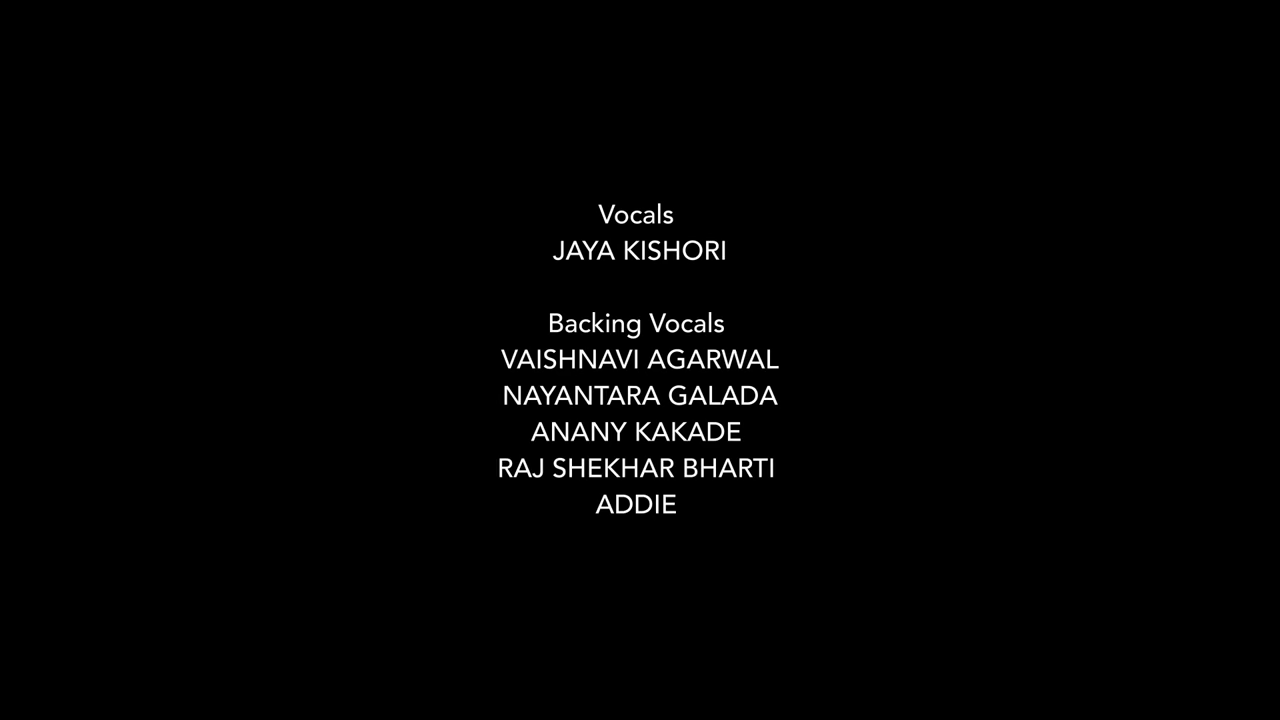 Vocals
JAYA KISHORI
Backing Vocals
VAISHNAVI AGARWAL
NAYANTARA GALADA
ANANY KAKADE
RAJ SHEKHAR BHARTI
ADDIE